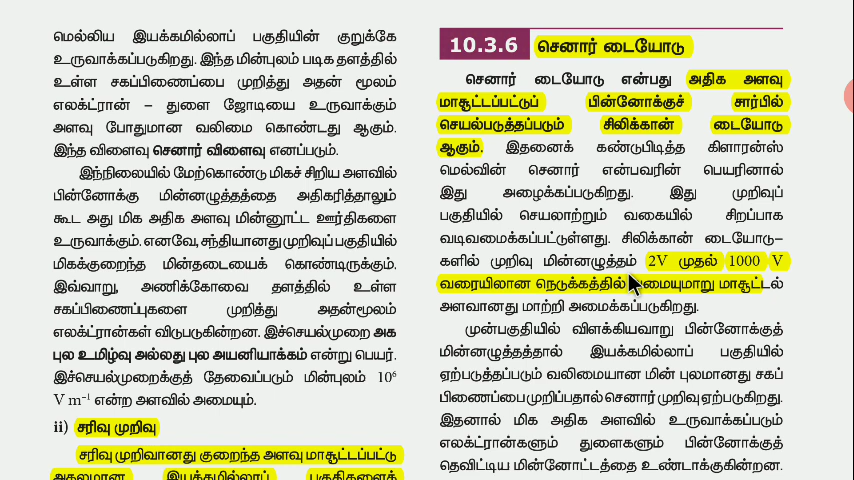 மெல்லிய இயக்கமில்லாப் பகுதியின் குறுக்கே
உருவாக்கப்படுகிறது. இந்த மின்புலம் படிக தளத்தில்
உள்ள சகப்பிணைப்பை முறித்து அதன் மூலம்
எலக்ட்ரான் – துளை ஜோடியை உருவாக்கும்
அளவு போதுமான வலிமை கொண்டது ஆகும்.
இந்த விளைவு செனார் விளைவு எனப்படும்.
இந்நிலையில் மேற்கொண்டு மிகச் சிறிய அளவில்
பின்னோக்கு மின்னழுத்தத்தை அதிகரித்தாலும்
கூட அது மிக அதிக அளவு மின்னூட்ட ஊர்திகளை
உருவாக்கும். எனவே, சந்தியானது முறிவுப் பகுதியில்
மிகக்குறைந்த மின்தடையைக் கொண்டிருக்கும்.
இவ்வாறு, அணிக்கோவை தளத்தில் உள்ள
சகப்பிணைப்புகளை முறித்து அதன்மூலம்
எலக்ட்ரான்கள் விடுபடுகின்றன. இச்செயல்முறை அக
புல உமிழ்வு அல்லது புல அயனியாக்கம் என்று பெயர்.
இச்செயல்முறைக்குத் தேவைப்படும் மின்புலம் 10⁶
V m⁻¹ என்ற அளவில் அமையும்.
ii) சரிவு முறிவு
சரிவு முறிவானது குறைந்த அளவு மாசூட்டப்பட்டு
அகலமான இயக்கமில்லாப் பகுதிகளைக்
10.3.6 செனார் டையோடு
செனார் டையோடு என்பது அதிக அளவு
மாசூட்டப்பட்டுப் பின்னோக்குச் சார்பில்
செயல்படுத்தப்படும் சிலிக்கான் டையோடு
ஆகும். இதனைக் கண்டுபிடித்த கிளாரன்ஸ்
மெல்வின் செனார் என்பவரின் பெயரினால்
இது அழைக்கப்படுகிறது. இது முறிவுப்
பகுதியில் செயலாற்றும் வகையில் சிறப்பாக
வடிவமைக்கப்பட்டுள்ளது. சிலிக்கான் டையோடு–
களில் முறிவு மின்னழுத்தம் 2V முதல் 1000 V
வரையிலான நெடுக்கத்தில் அமையுமாறு மாசூட்டல்
அளவானது மாற்றி அமைக்கப்படுகிறது.
முன்பகுதியில் விளக்கியவாறு பின்னோக்குத்
மின்னழுத்தத்தால் இயக்கமில்லாப் பகுதியில்
ஏற்படுத்தப்படும் வலிமையான மின் புலமானது சகப்
பிணைப்பை முறிப்பதால் செனார் முறிவு ஏற்படுகிறது.
இதனால் மிக அதிக அளவில் உருவாக்கப்படும்
எலக்ட்ரான்களும் துளைகளும் பின்னோக்குத்
தெவிட்டிய மின்னோட்டத்தை உண்டாக்குகின்றன.